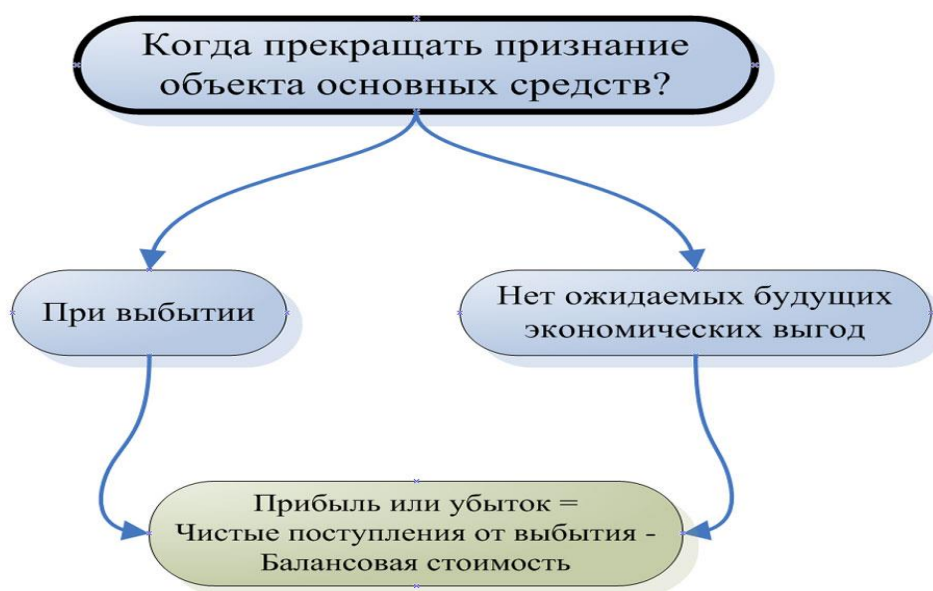 Когда прекращать признание
объекта основных средств?
При выбытии
Нет ожидаемых будущих
экономических выгод
Прибыль или убыток =
Чистые поступления от выбытия -
Балансовая стоимость